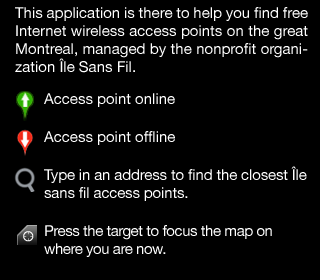 This application is there to help you find free
Internet wireless access points on the great
Montreal, managed by the nonprofit organi-
zation Île Sans Fil.
Access point online
Access point offline
Type in an address to find the closest Île
sans fil access points.
Press the target to focus the map on
where you are now.